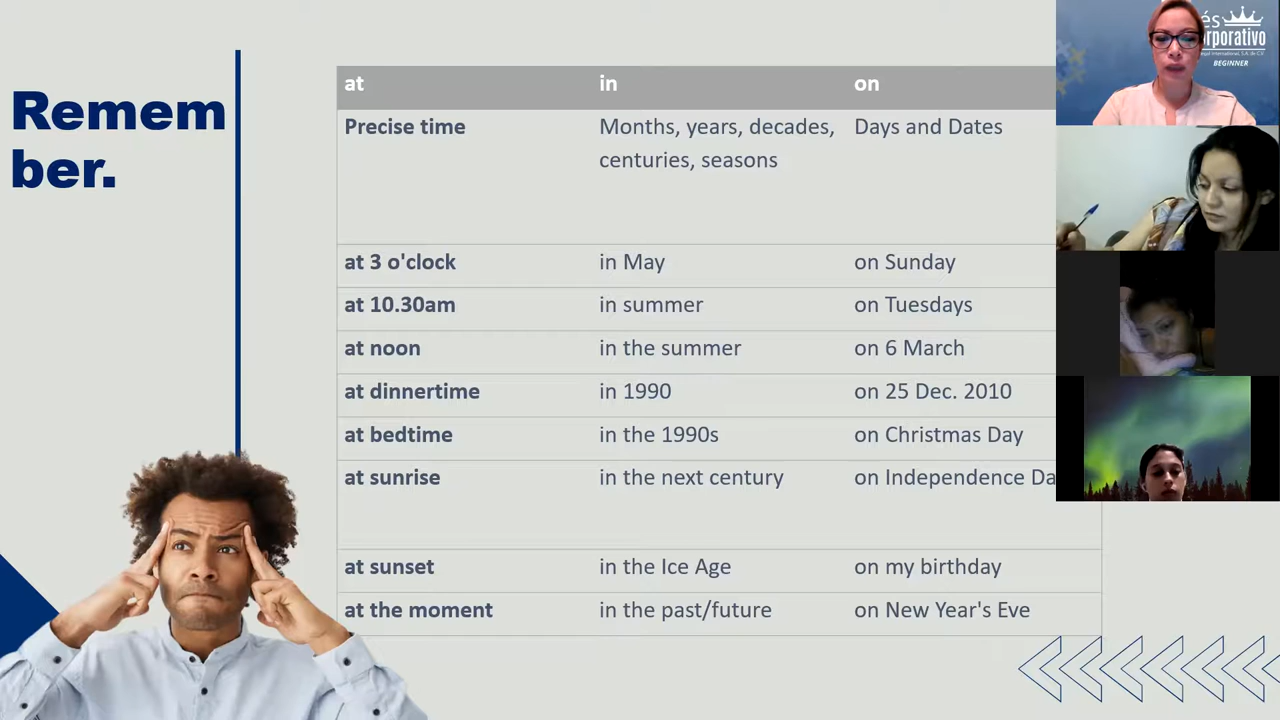 Remem
ber.
at in on
Precise time Months, years, decades, Days and Dates
centuries, seasons
at 3 o'clock in May on Sunday
at 10.30am in summer on Tuesdays
at noon in the summer on 6 March
at dinnertime in 1990 on 25 Dec. 2010
at bedtime in the 1990s on Christmas Day
at sunrise in the next century on Independence Da
at sunset in the Ice Age on my birthday
at the moment in the past/future on New Year's Eve
és
orporativo
BEGINNER